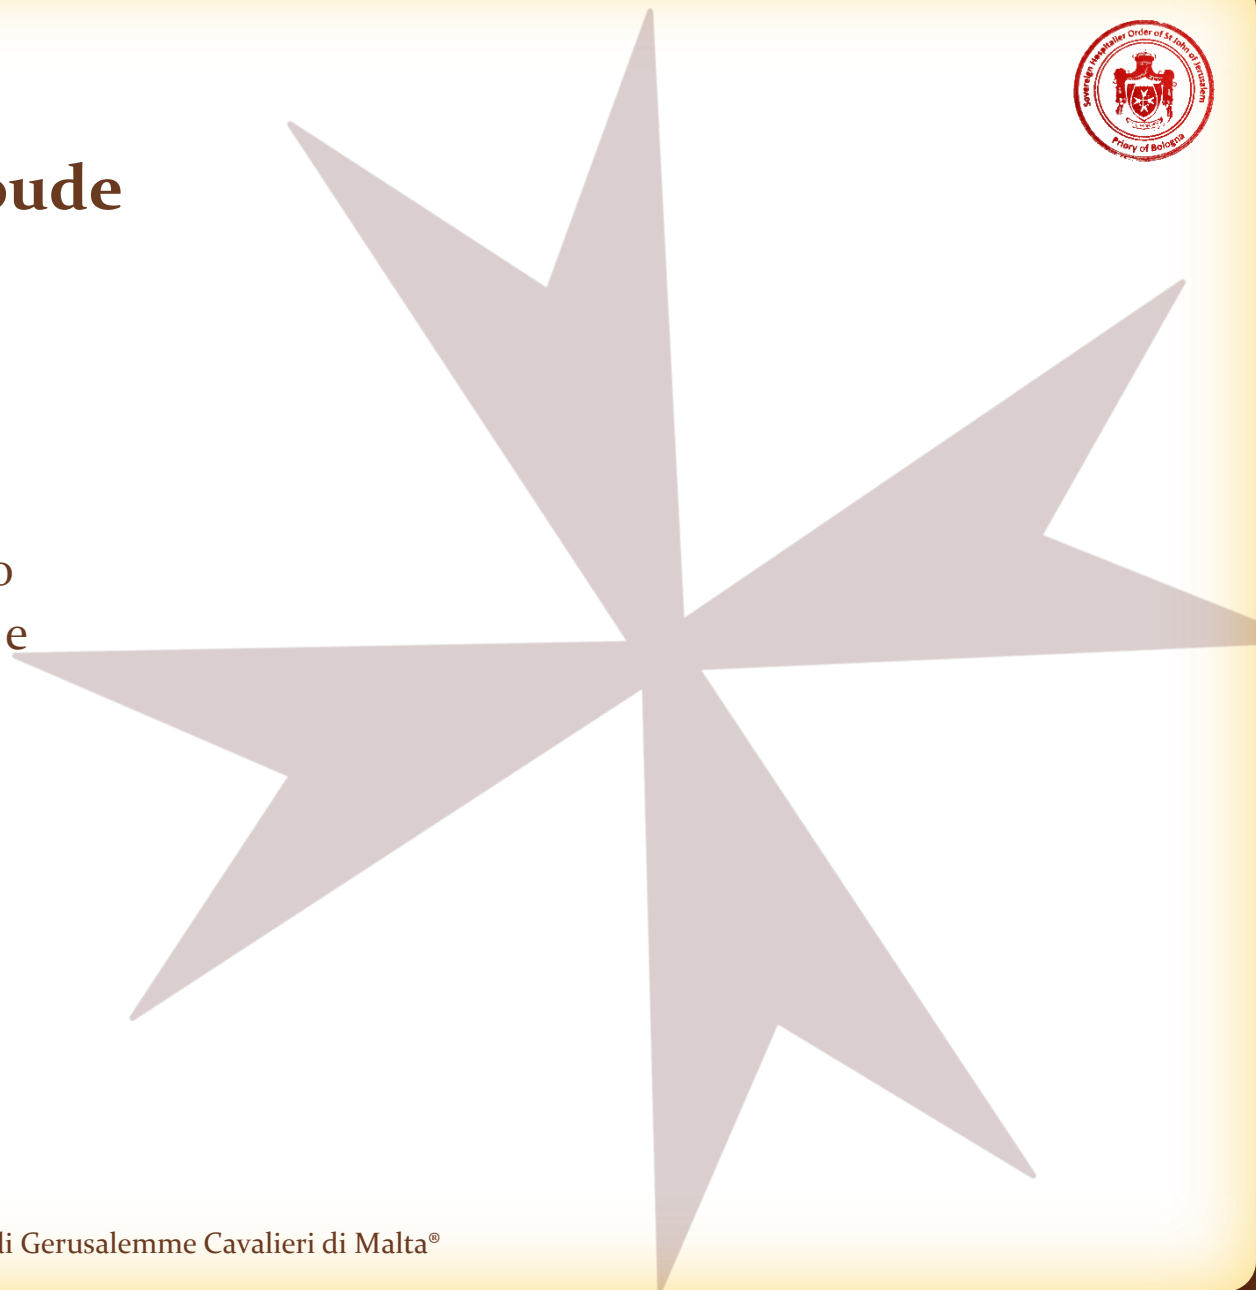 Sovereign Hospitaller Order of St John of Jerusalem
Priory of Bologna
oude
o
e
di Gerusalemme Cavalieri di Malta®